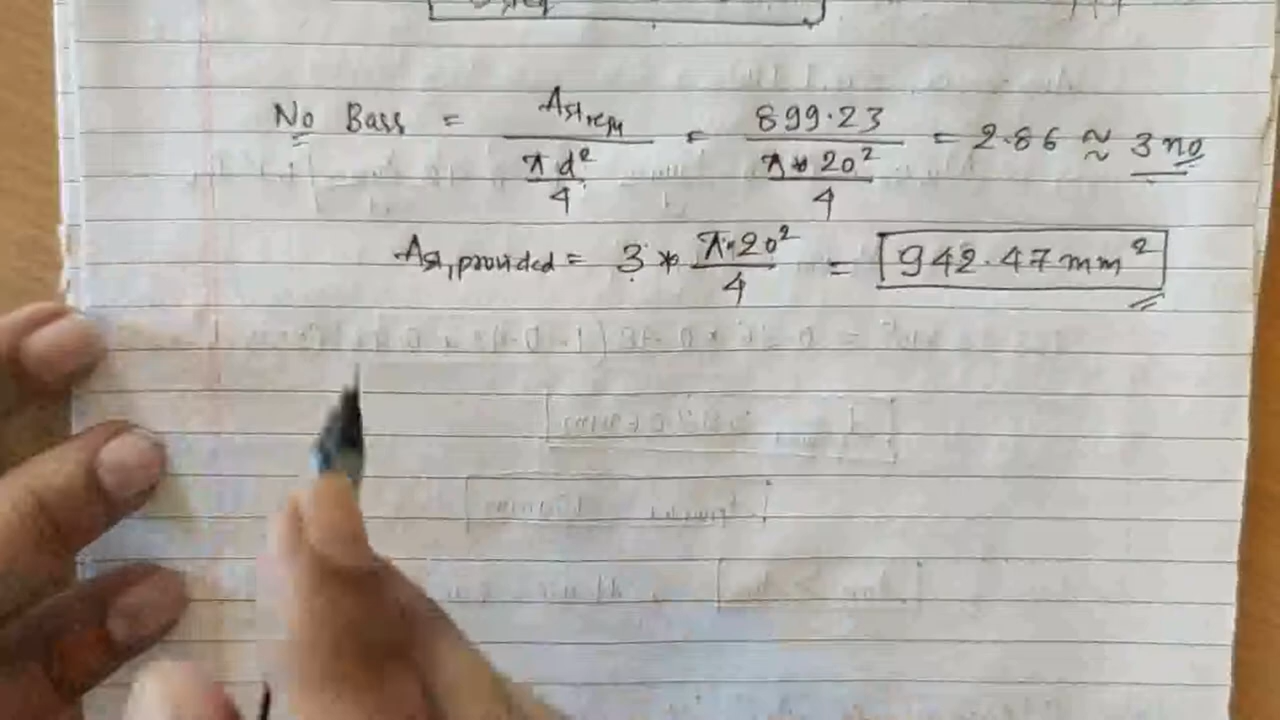 No Bars = Ast requ / (π d² / 4) = 899.23 / (π * 20² / 4) = 2.86 ≈ 3 no
Ast, provided = 3 * π * 20² / 4 = 942.47 mm²